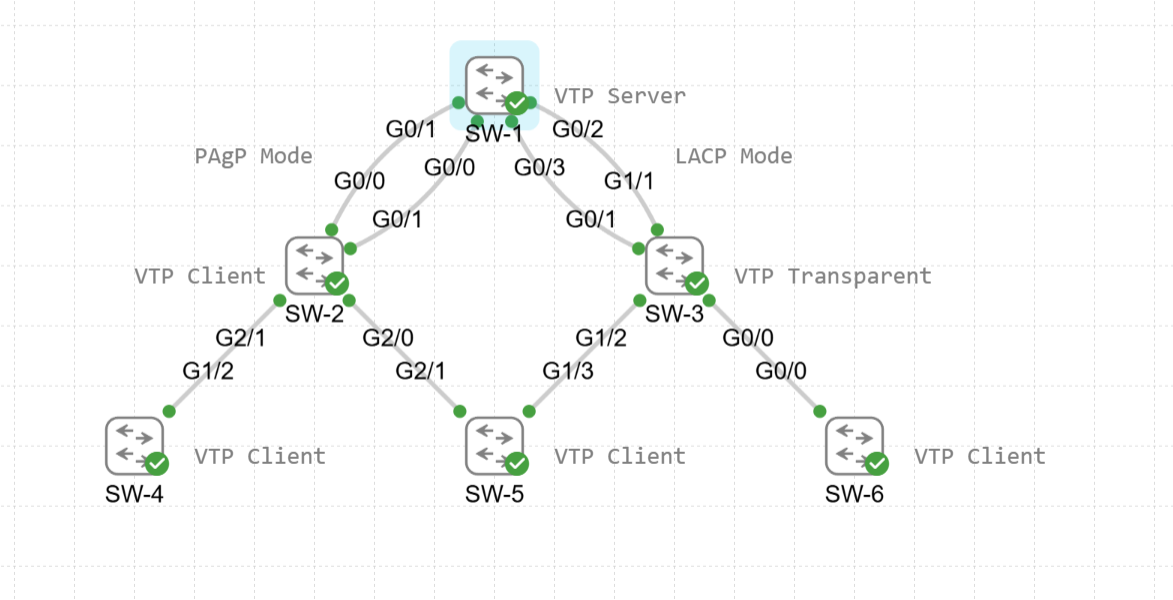 VTP Server
SW-1
G0/1
G0/2
PAgP Mode
LACP Mode
G0/0
G0/3
G0/0
G1/1
G0/1
G0/1
VTP Client
VTP Transparent
SW-2
SW-3
G2/1
G2/0
G1/2
G0/0
G1/2
G2/1
G1/3
G0/0
VTP Client
VTP Client
VTP Client
SW-4
SW-5
SW-6